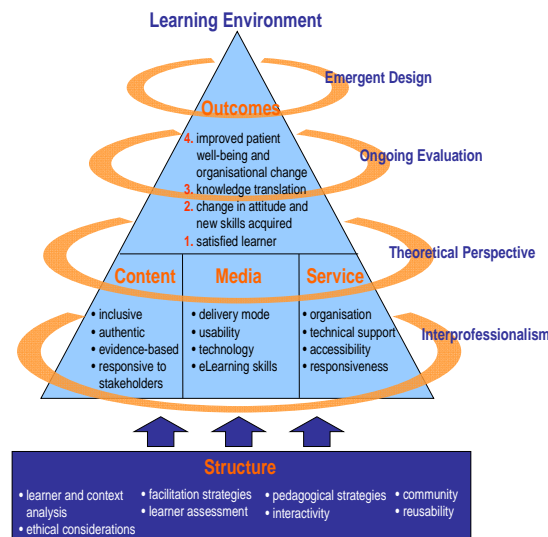 Learning Environment
Emergent Design
Outcomes
4. improved patient
well-being and
organisational change
Ongoing Evaluation
3. knowledge translation
2. change in attitude and
new skills acquired
1. satisfied learner
Theoretical Perspective
Content
• inclusive
• authentic
• evidence-based
• responsive to
stakeholders
Media
• delivery mode
• usability
• technology
• eLearning skills
Service
• organisation
• technical support
• accessibility
• responsiveness
Interprofessionalism
Structure
• learner and context
analysis
• ethical considerations
• facilitation strategies
• learner assessment
• pedagogical strategies
• interactivity
• community
• reusability